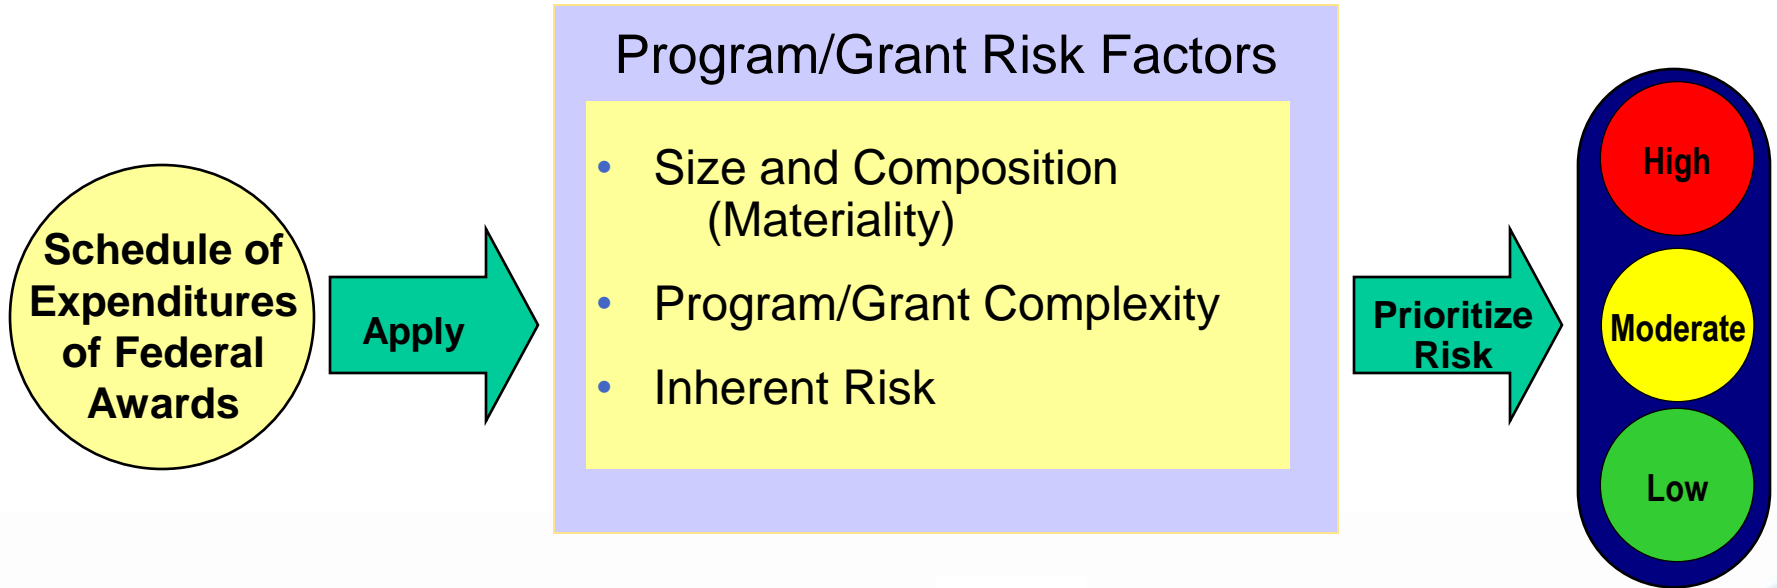 Schedule of
Expenditures
of Federal
Awards
Apply
Program/Grant Risk Factors
• Size and Composition
(Materiality)
• Program/Grant Complexity
• Inherent Risk
Prioritize
Risk
High
Moderate
Low